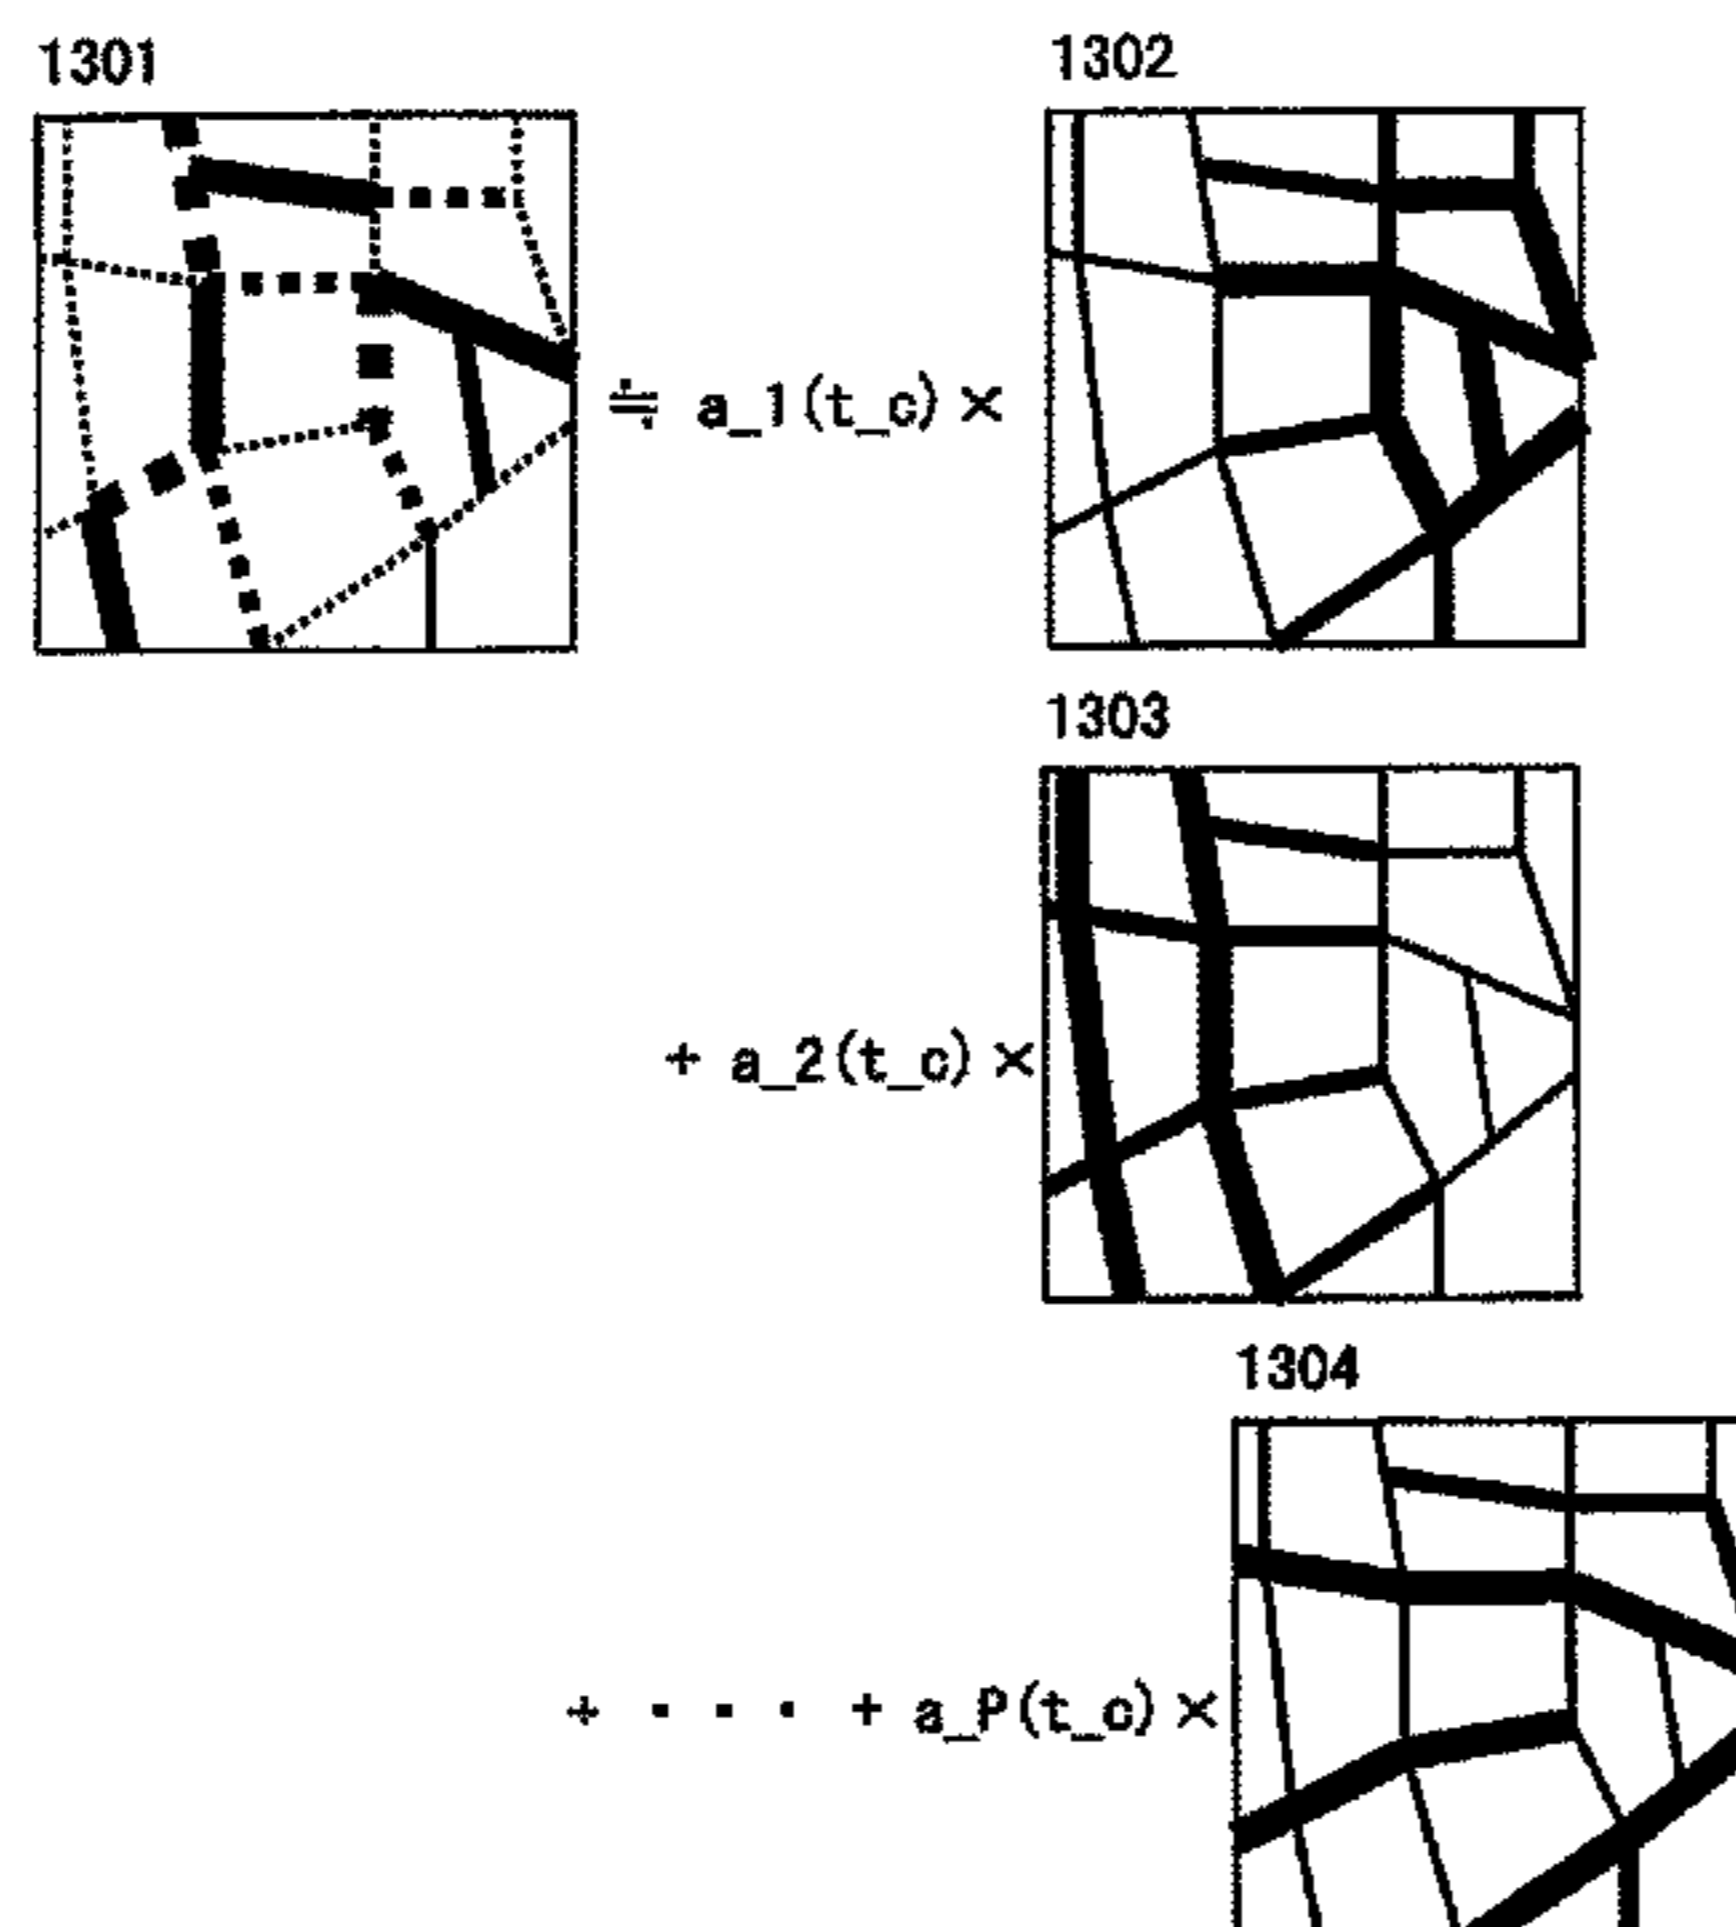 1301
1302
≒ a_1(t_c)×
1303
+ a_2(t_c)×
1304
+ ・ ・ ・ + a_P(t_c)×